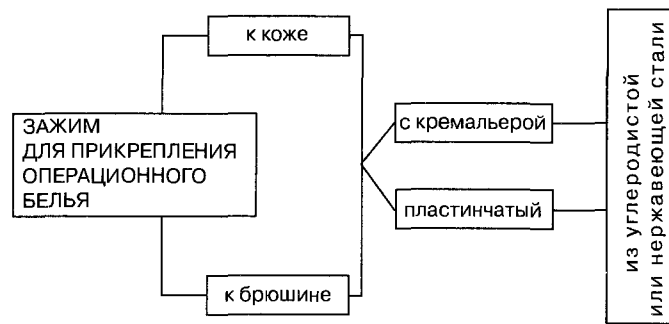 к коже
ЗАЖИМ
ДЛЯ ПРИКРЕПЛЕНИЯ
ОПЕРАЦИОННОГО
БЕЛЬЯ
к брюшине
с кремальерой
пластинчатый
из углеродистой
или нержавеющей стали